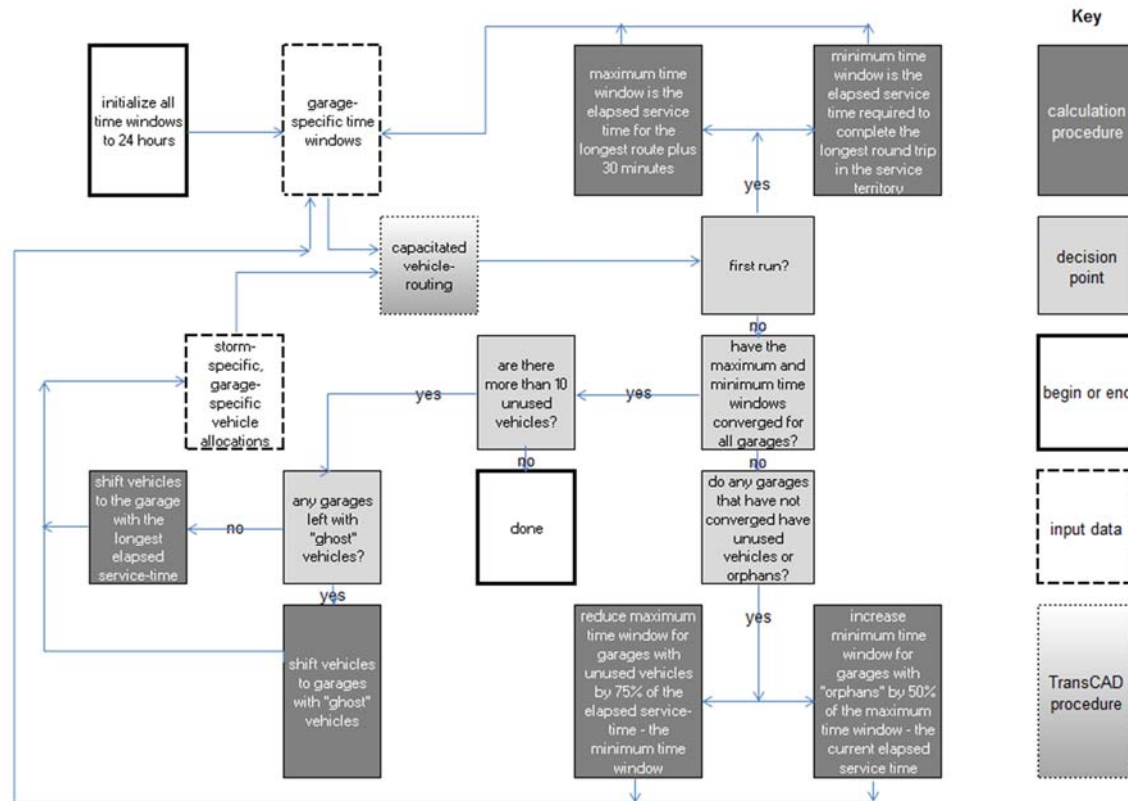 Key
initialize all
time windows
to 24 hours
garage-
specific time
windows
maximum time
window is the
elapsed service
time for the
longest route plus
30 minutes
minimum time
window is the
elapsed service
time required to
complete the
longest round trip
in the service
territory
calculation
procedure
yes
capacitated
vehicle-
routing
first run?
decision
point
no
storm-
specific,
garage-
specific
vehicle
allocations
are there
more than 10
unused
vehicles?
have the
maximum and
minimum time
windows
converged for
all garages?
begin or end
yes
yes
no
no
shift vehicles
to the garage
with the
longest
elapsed
service-time
no
any garages
left with
"ghost"
vehicles?
done
do any garages
that have not
converged have
unused
vehicles or
orphans?
input data
yes
yes
shift vehicles
to garages
with "ghost"
vehicles
reduce maximum
time window for
garages with
unused vehicles
by 75% of the
elapsed service-
time - the
minimum time
window
increase
minimum time
window for
garages with
"orphans" by 50%
of the maximum
time window - the
current elapsed
service time
TransCAD
procedure